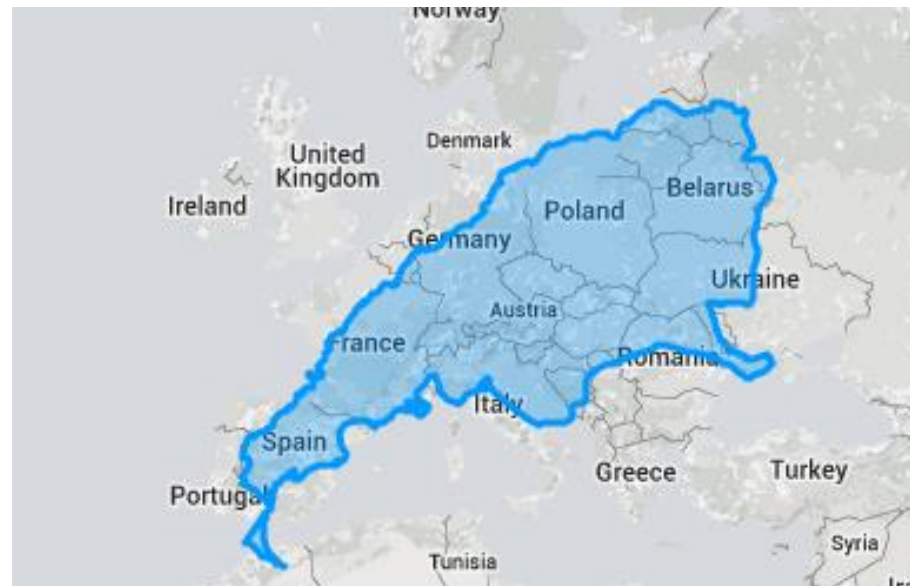 Norway
Denmark
United
Kingdom
Ireland
Belarus
Poland
Germany
Ukraine
Austria
France
Romania
Italy
Spain
Greece
Turkey
Portugal
Tunisia
Syria